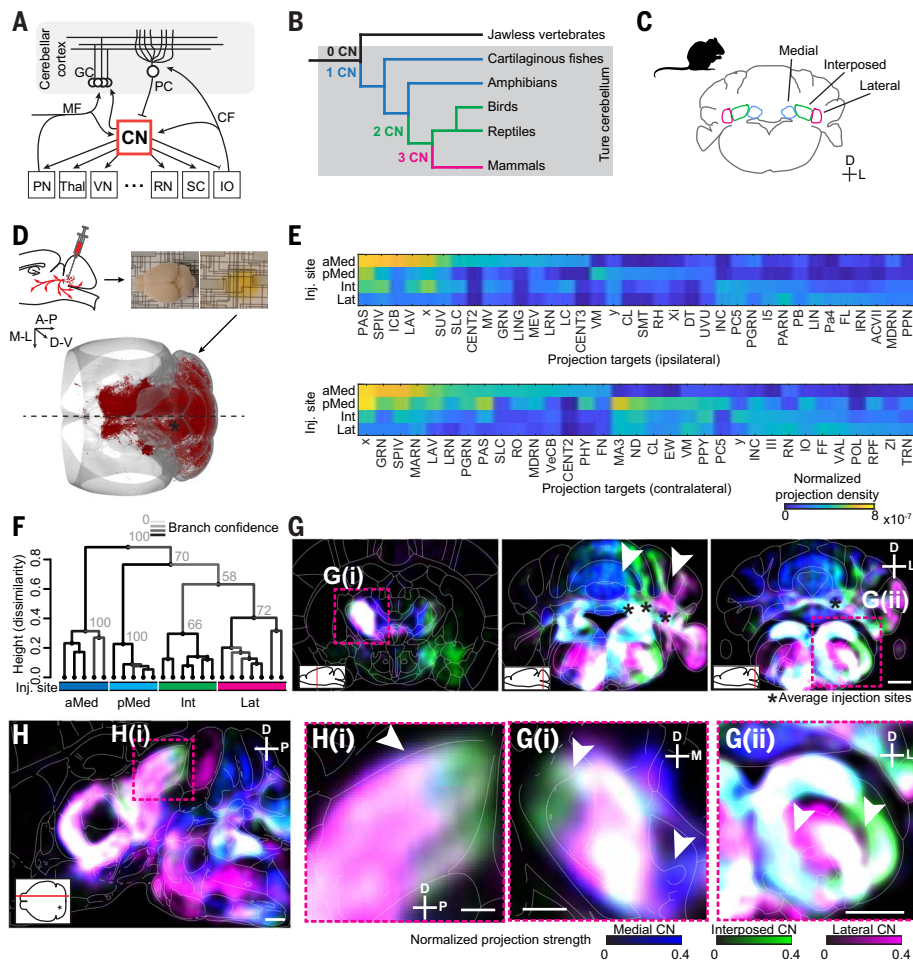 A
Cerebellar
cortex
GC
PC
MF
CF
CN
PN Thal VN ... RN SC IO
B
0 CN
1 CN
2 CN
3 CN
Jawless vertebrates
Cartilaginous fishes
Amphibians
Birds
Reptiles
Mammals
Ture cerebellum
C
Medial
Interposed
Lateral
D
L
D
A-P
M-L
D-V
*
E
Inj. site
aMed
pMed
Int
Lat
PAS SPIV ICB LAV x SUV SLC CENT2 MV GRN LING MEV LRN LC CENT3 VM y CL SMT RH Xi DT UVU INC PC5 PGRN I5 PARN PB LIN Pa4 FL IRN ACVII MDRN PPN
Projection targets (ipsilateral)
Inj. site
aMed
pMed
Int
Lat
x GRN SPIV MARN LAV LRN PGRN PAS SLC RO MDRN VeCB CENT2 PHY FN MA3 ND CL EW VM PPY PC5 y INC III RN IO FF VAL POL RPF ZI TRN
Projection targets (contralateral)
Normalized
projection density
0 8
x10⁻⁷
F
0
100
Branch confidence
Height (dissimilarity)
0.8
0.6
0.4
0.2
0.0
70
58
100
100
66
72
Inj. site
aMed pMed Int Lat
G
G(i)
* * *
*
D
L
G(ii)
*Average injection sites
H
H(i)
D
P
*
H(i)
D
P
G(i)
D
M
G(ii)
D
L
Normalized projection strength
Medial CN
0 0.4
Interposed CN
0.4
Lateral CN
0.4